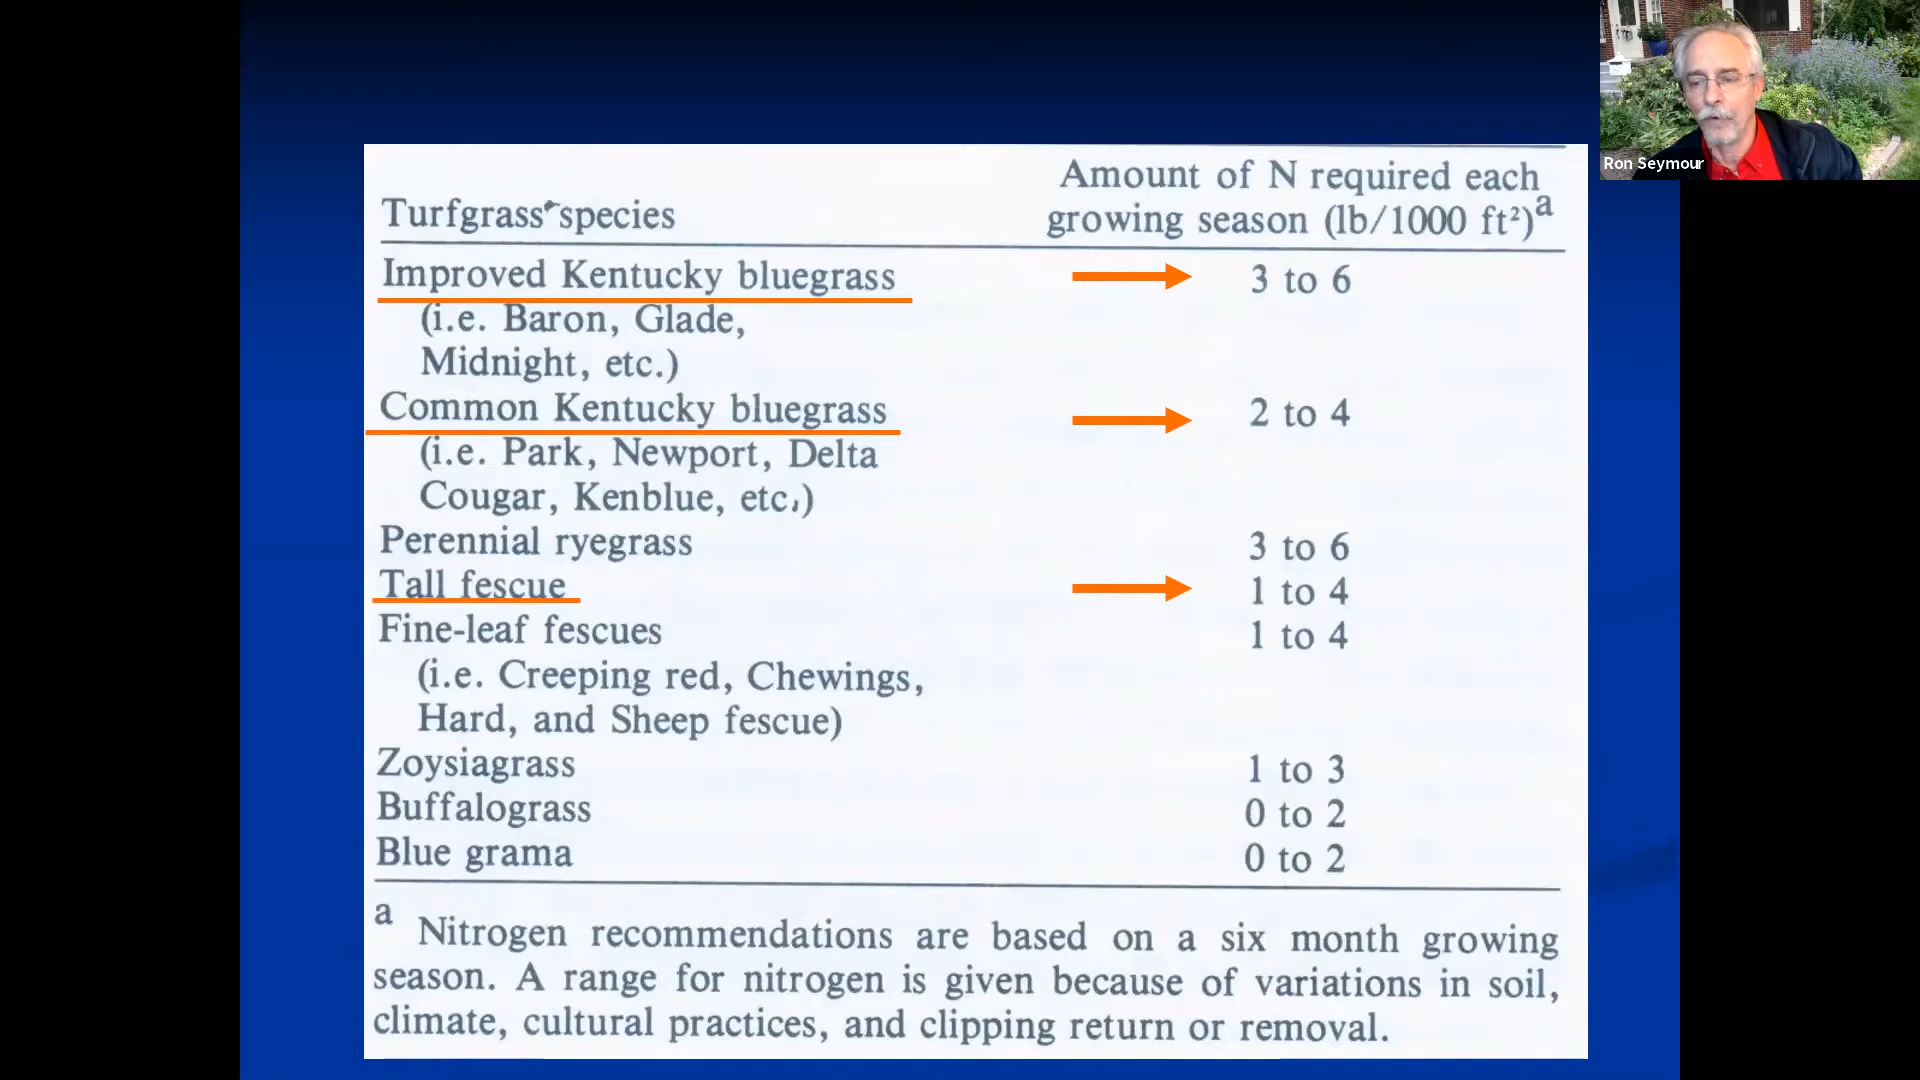 Ron Seymour
Turfgrass species
Amount of N required each
growing season (lb/1000 ft²)a
Improved Kentucky bluegrass 3 to 6
(i.e. Baron, Glade,
Midnight, etc.)
Common Kentucky bluegrass 2 to 4
(i.e. Park, Newport, Delta
Cougar, Kenblue, etc.)
Perennial ryegrass 3 to 6
Tall fescue 1 to 4
Fine-leaf fescues 1 to 4
(i.e. Creeping red, Chewings,
Hard, and Sheep fescue)
Zoysiagrass 1 to 3
Buffalograss 0 to 2
Blue grama 0 to 2
a Nitrogen recommendations are based on a six month growing
season. A range for nitrogen is given because of variations in soil,
climate, cultural practices, and clipping return or removal.